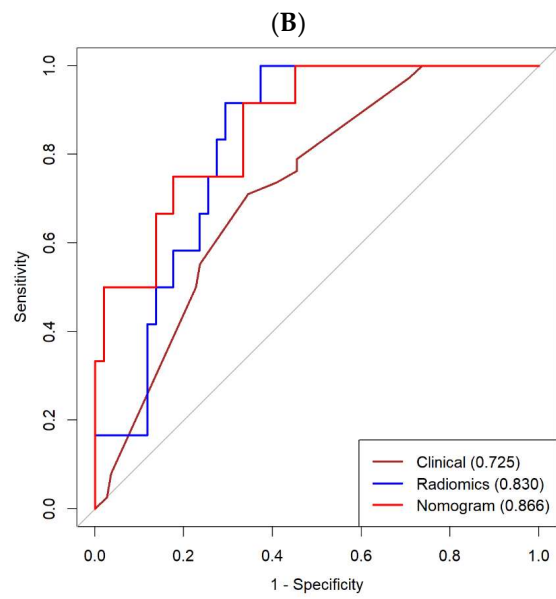 (B)
1.0
0.8
0.6
0.4
0.2
0.0
Sensitivity
0.0 0.2 0.4 0.6 0.8 1.0
1 - Specificity
Clinical (0.725)
Radiomics (0.830)
Nomogram (0.866)